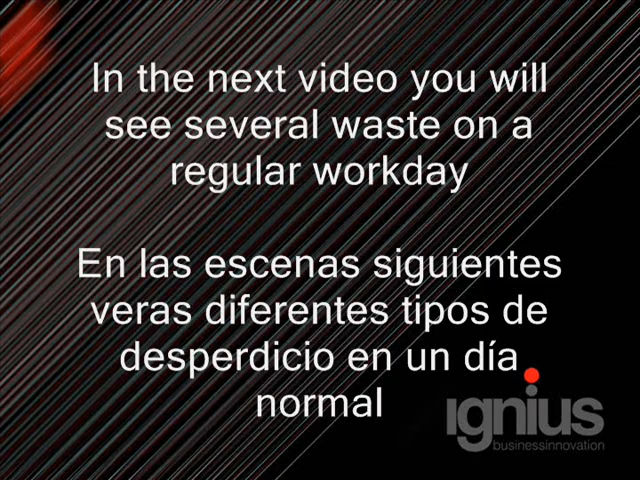 In the next video you will
see several waste on a
regular workday
En las escenas siguientes
veras diferentes tipos de
desperdicio en un día
normal
ignius
businessinnovation